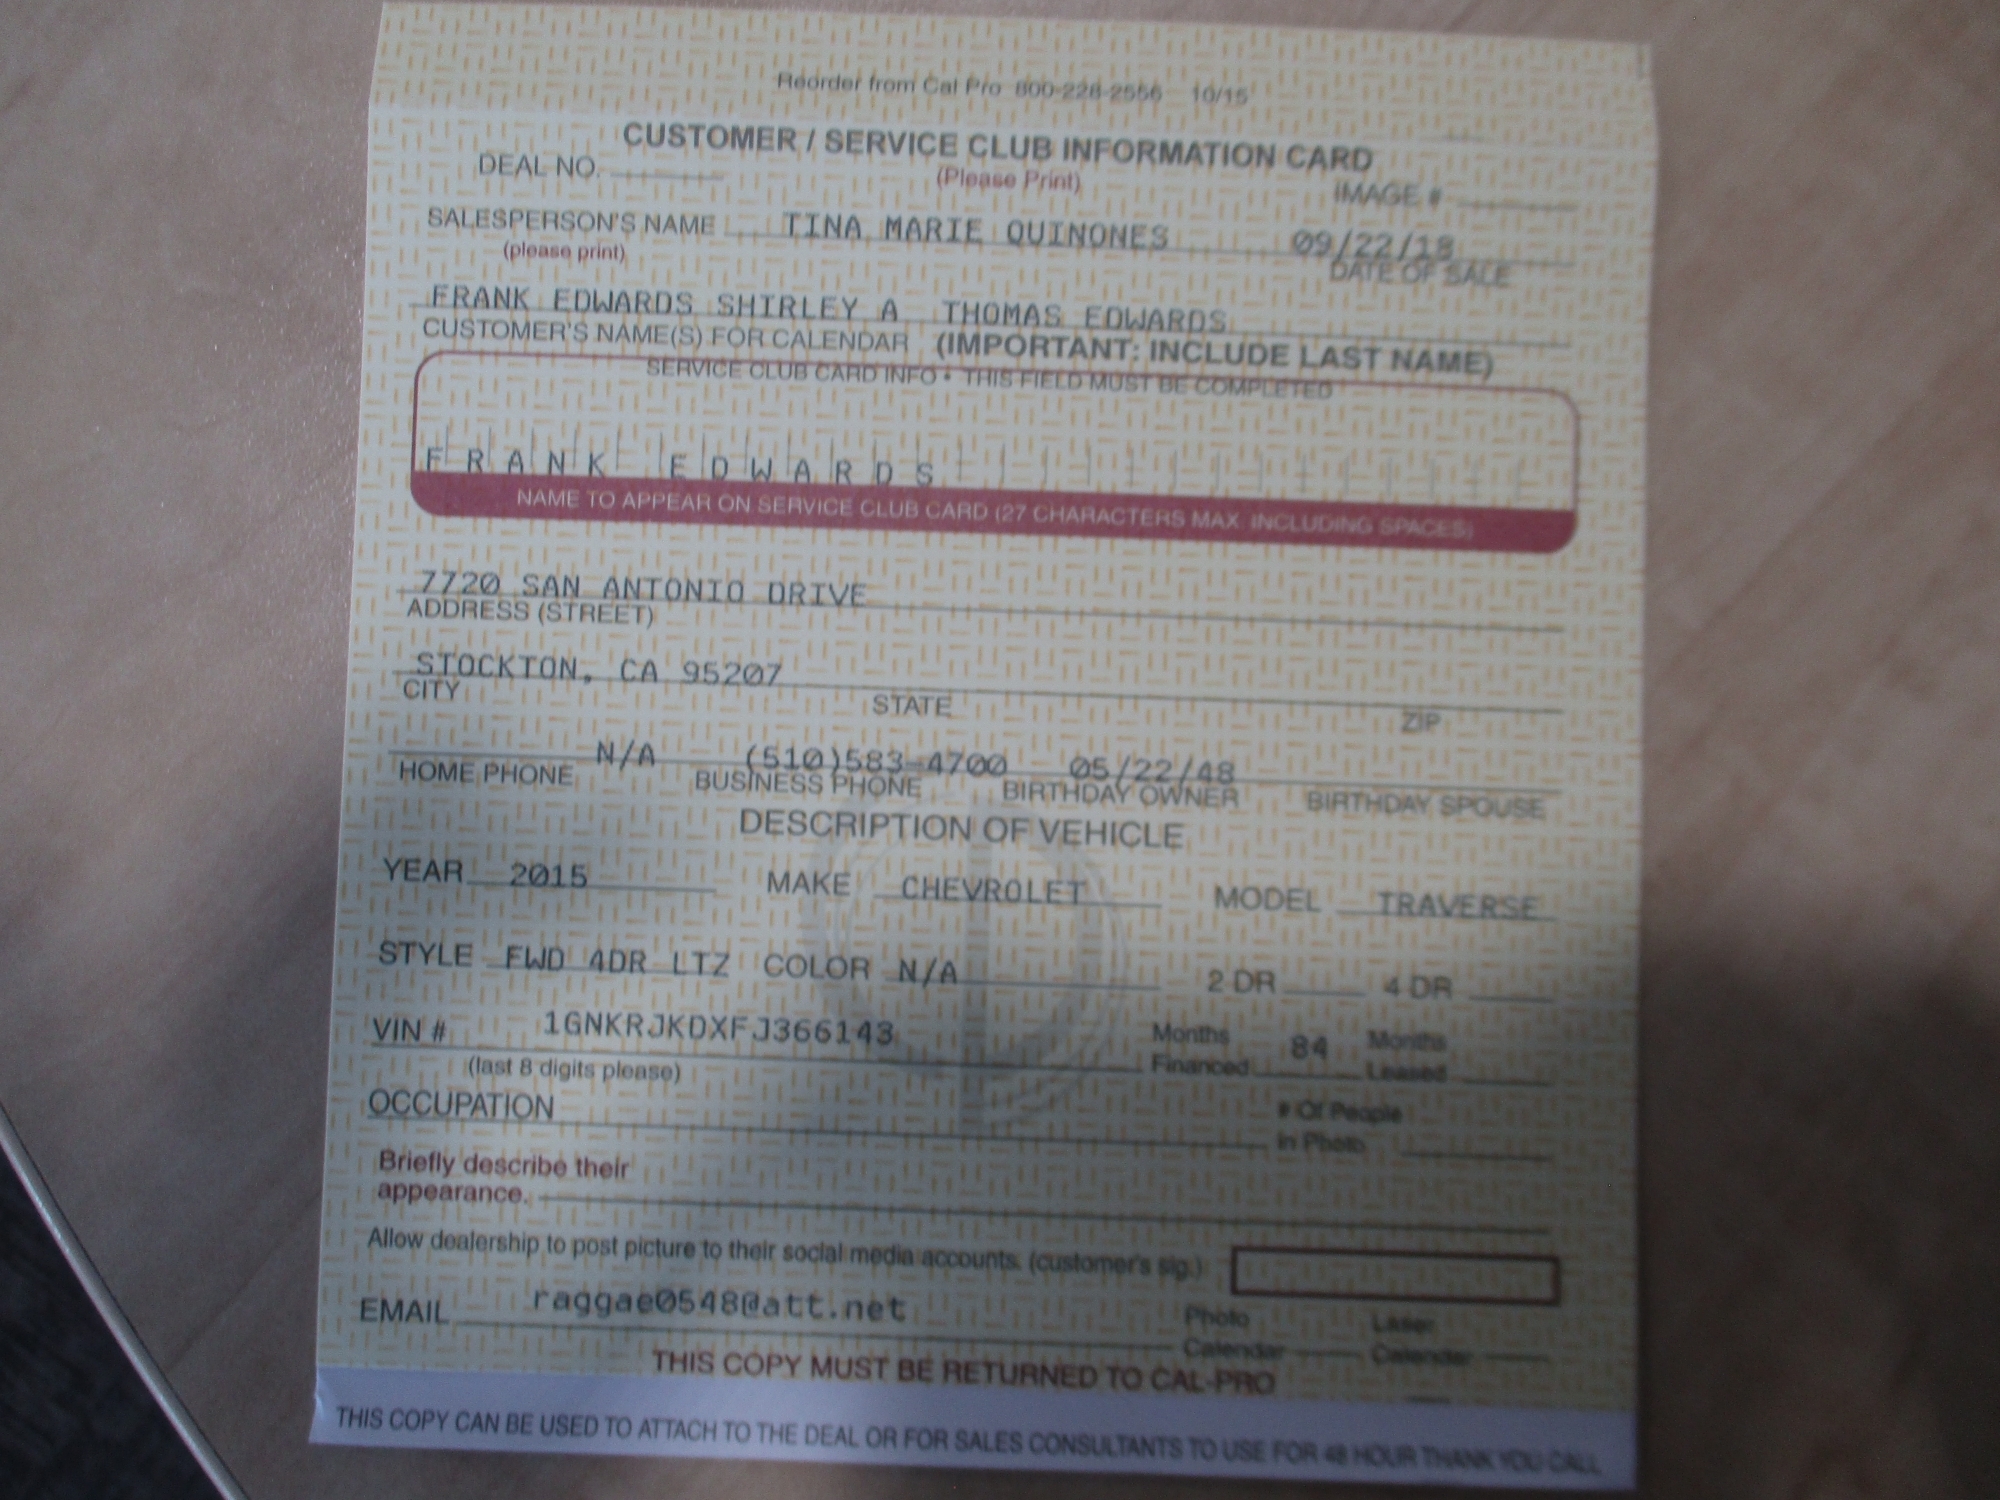 Reorder from Cal Pro 800-228-2556 10/15
CUSTOMER / SERVICE CLUB INFORMATION CARD
DEAL NO. (Please Print) IMAGE #
SALESPERSON'S NAME TINA MARIE QUINONES 09/22/18
(please print) DATE OF SALE
FRANK EDWARDS SHIRLEY A THOMAS EDWARDS
CUSTOMER'S NAME(S) FOR CALENDAR (IMPORTANT: INCLUDE LAST NAME)
SERVICE CLUB CARD INFO • THIS FIELD MUST BE COMPLETED
FRANK EDWARDS
NAME TO APPEAR ON SERVICE CLUB CARD (27 CHARACTERS MAX. INCLUDING SPACES)
7720 SAN ANTONIO DRIVE
ADDRESS (STREET)
STOCKTON, CA 95207
CITY STATE ZIP
N/A (510)583-4700 05/22/48
HOME PHONE BUSINESS PHONE BIRTHDAY OWNER BIRTHDAY SPOUSE
DESCRIPTION OF VEHICLE
YEAR 2015 MAKE CHEVROLET MODEL TRAVERSE
STYLE FWD 4DR LTZ COLOR N/A 2 DR 4 DR
VIN # 1GNKRJKDXFJ366143 Months Financed 84 Months Leased
(last 8 digits please)
OCCUPATION # Of People in Photo
Briefly describe their
appearance.
Allow dealership to post picture to their social media accounts. (customer's sig.)
EMAIL raggae0548@att.net Photo Calendar Laser Calendar
THIS COPY MUST BE RETURNED TO CAL-PRO
THIS COPY CAN BE USED TO ATTACH TO THE DEAL OR FOR SALES CONSULTANTS TO USE FOR 48 HOUR THANK YOU CALL